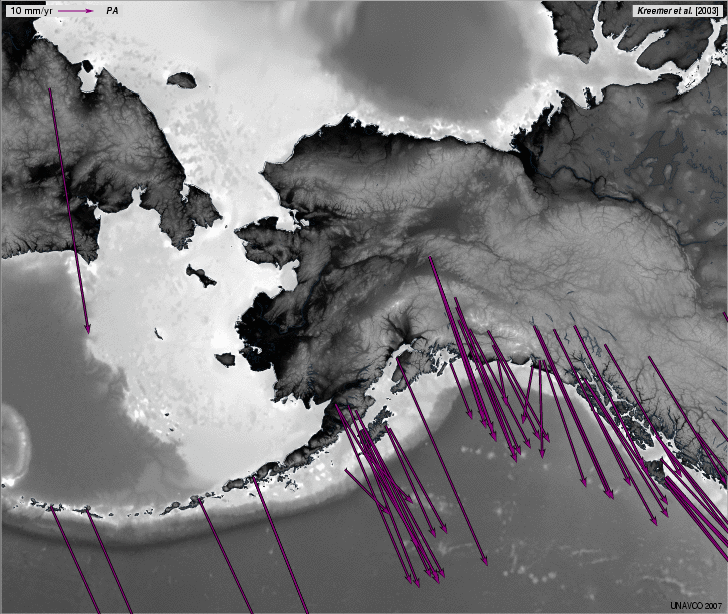 10 mm/yr PA
Kreemer et al. [2003]
UNAVCO 2007